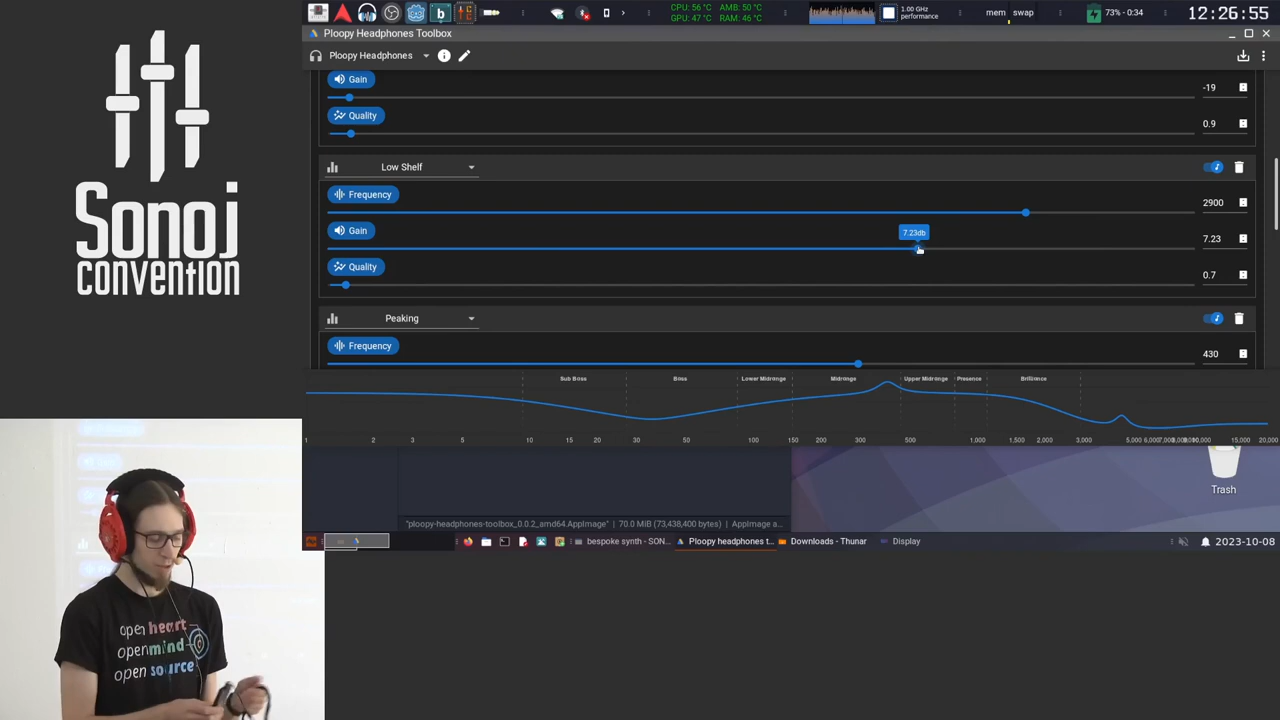 CPU: 56 °C
GPU: 47 °C
AMB: 50 °C
RAM: 46 °C
1.00 GHz
performance
mem
swap
73% - 0:34
12:26:55
Ploopy Headphones Toolbox
Ploopy Headphones
Gain
-19
Quality
0.9
Low Shelf
Frequency
2900
Gain
7.23db
7.23
Quality
0.7
Peaking
Frequency
430
Sub Bass
Bass
Lower Midrange
Midrange
Upper Midrange
Presence
Brilliance
1 2 3 5 10 15 20 30 50 100 150 200 300 500 1,000 1,500 2,000 3,000 5,000 6,000 7,000 15,000 20,000
Trash
"ploopy-headphones-toolbox_0.0.2_amd64.AppImage" | 70.0 MiB (73,438,400 bytes) | AppImage a...
bespoke synth - SON...
Ploopy headphones t...
Downloads - Thunar
Display
2023-10-08
Sonoj
convention
open heart
open mind
open source